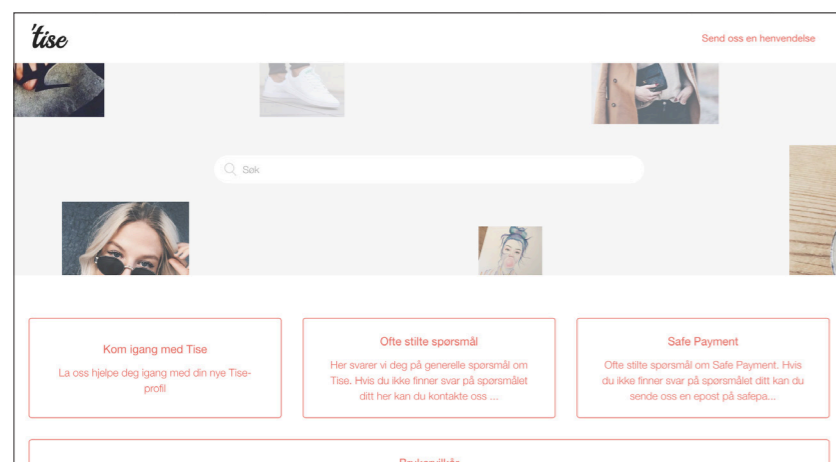 'tise
Send oss en henvendelse
Søk
Kom igang med Tise
La oss hjelpe deg igang med din nye Tise-
profil
Ofte stilte spørsmål
Her svarer vi deg på generelle spørsmål om
Tise. Hvis du ikke finner svar på spørsmålet
ditt her kan du kontakte oss ...
Safe Payment
Ofte stilte spørsmål om Safe Payment. Hvis
du ikke finner svar på spørsmålet ditt kan du
sende oss en epost på safepa...
Brukervilkår